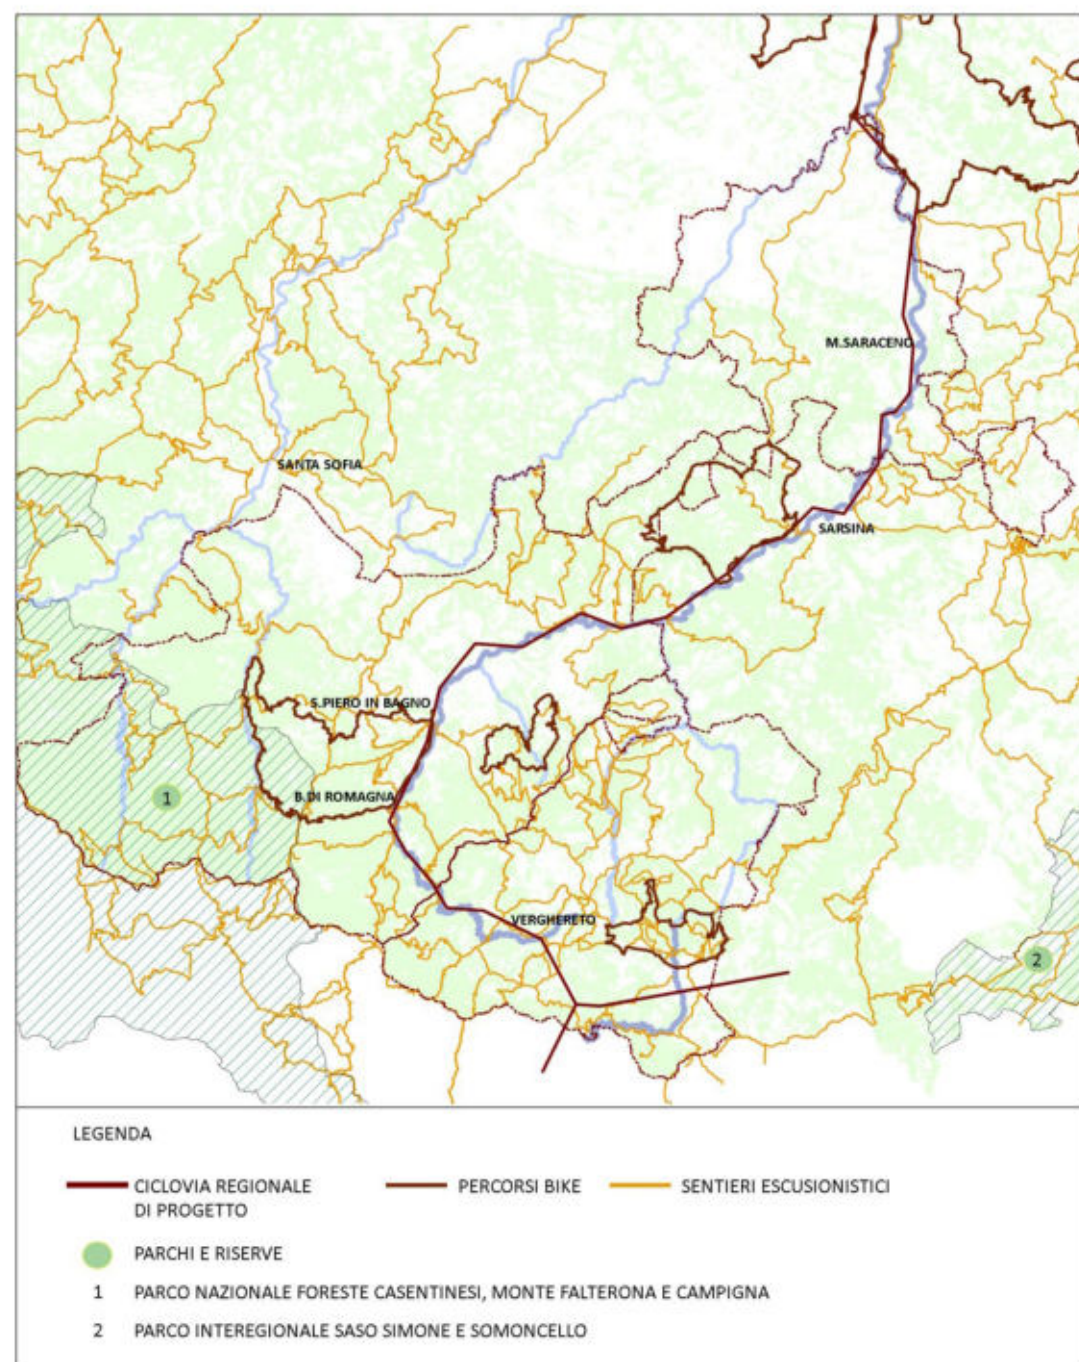 M.SARACENO
SANTA SOFIA
SARSINA
S.PIERO IN BAGNO
1
B.DI ROMAGNA
VERGHERETO
2
LEGENDA
CICLOVIA REGIONALE
DI PROGETTO
PERCORSI BIKE
SENTIERI ESCUSIONISTICI
PARCHI E RISERVE
1 PARCO NAZIONALE FORESTE CASENTINESI, MONTE FALTERONA E CAMPIGNA
2 PARCO INTEREGIONALE SASO SIMONE E SOMONCELLO